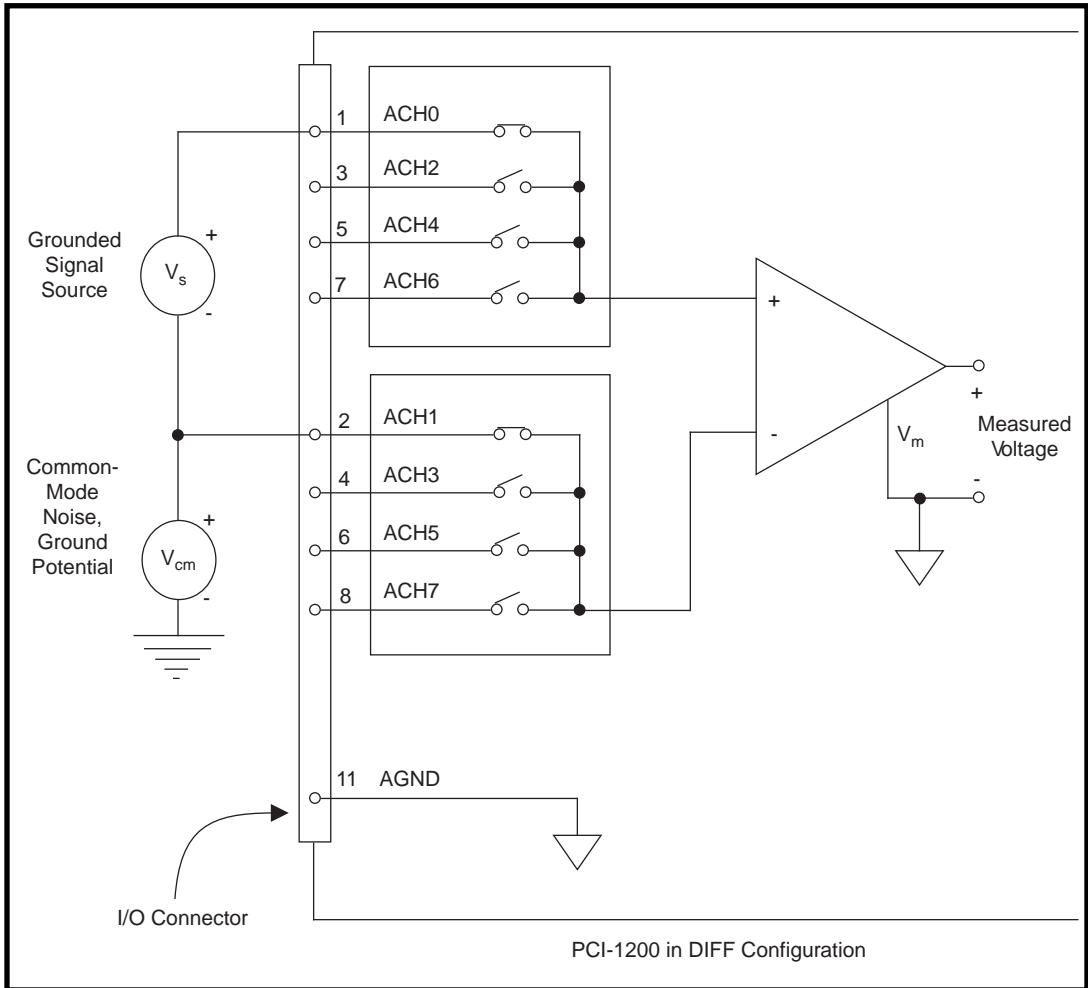 1 ACH0
3 ACH2
5 ACH4
7 ACH6
Grounded
Signal
Source
+
Vs
-
+
-
+
Measured
Voltage
-
Vm
2 ACH1
4 ACH3
6 ACH5
8 ACH7
Common-
Mode
Noise,
Ground
Potential
+
Vcm
-
11 AGND
I/O Connector
PCI-1200 in DIFF Configuration